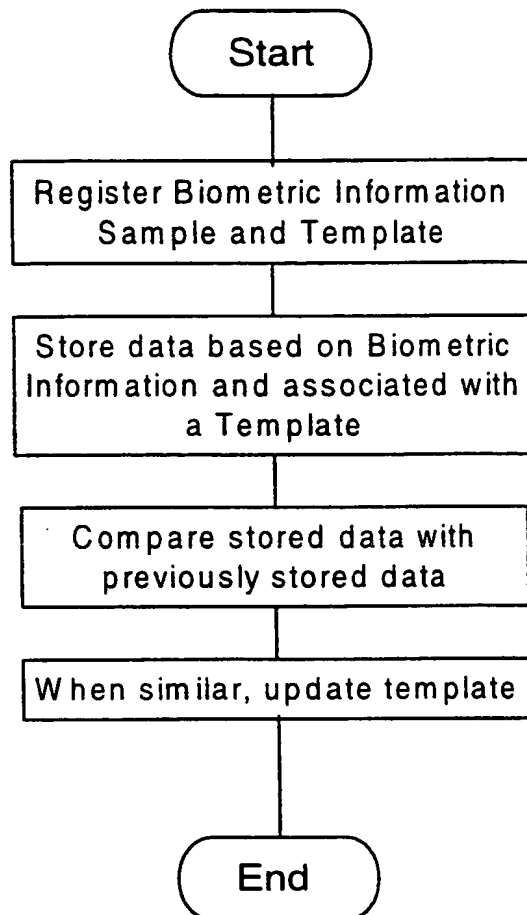 Start
Register Biometric Information
Sample and Template
Store data based on Biometric
Information and associated with
a Template
Compare stored data with
previously stored data
When similar, update template
End